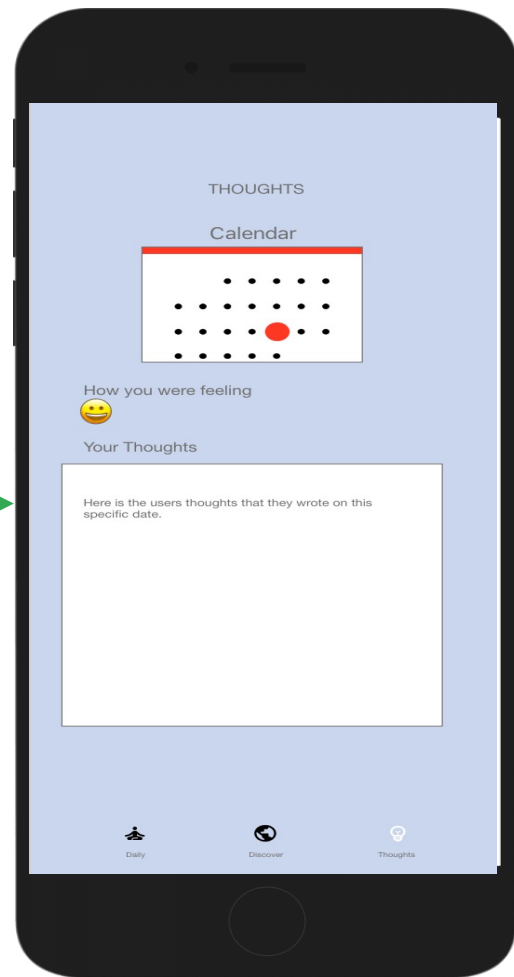 THOUGHTS
Calendar
How you were feeling
Your Thoughts
Here is the users thoughts that they wrote on this
specific date.
Daily
Discover
Thoughts